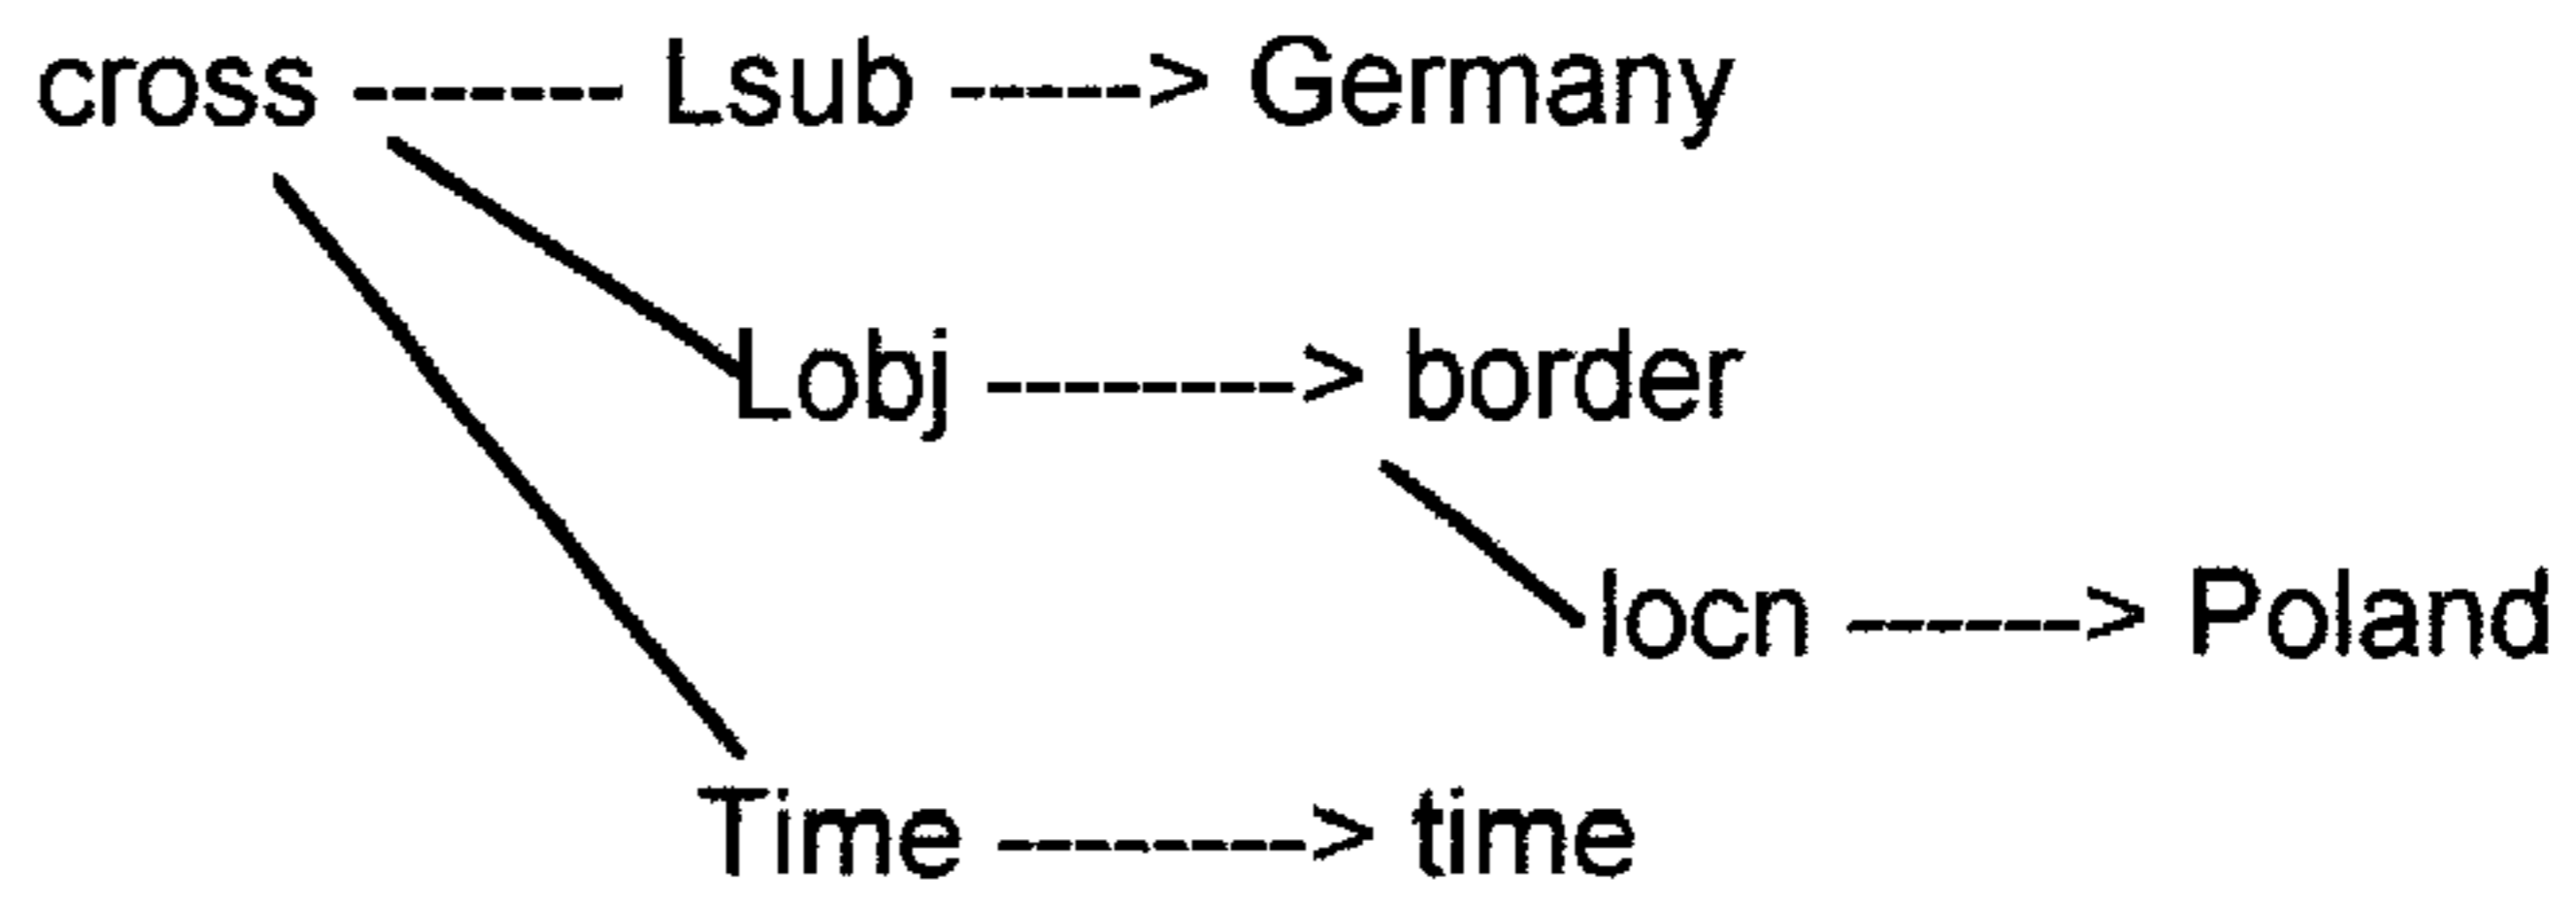 cross ------- Lsub -----> Germany
Lobj --------> border
locn ------> Poland
Time --------> time